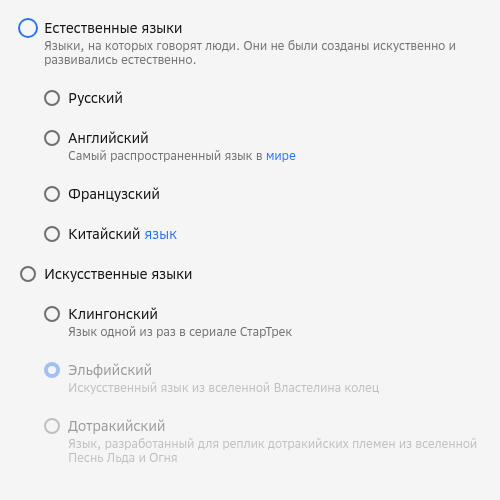 Естественные языки
Языки, на которых говорят люди. Они не были созданы искуственно и
развивались естественно.
Русский
Английский
Самый распространенный язык в мире
Французский
Китайский язык
Искусственные языки
Клингонский
Язык одной из раз в сериале СтарТрек
Эльфийский
Искусственный язык из вселенной Властелина колец
Дотракийский
Язык, разработанный для реплик дотракийских племен из вселенной
Песнь Льда и Огня